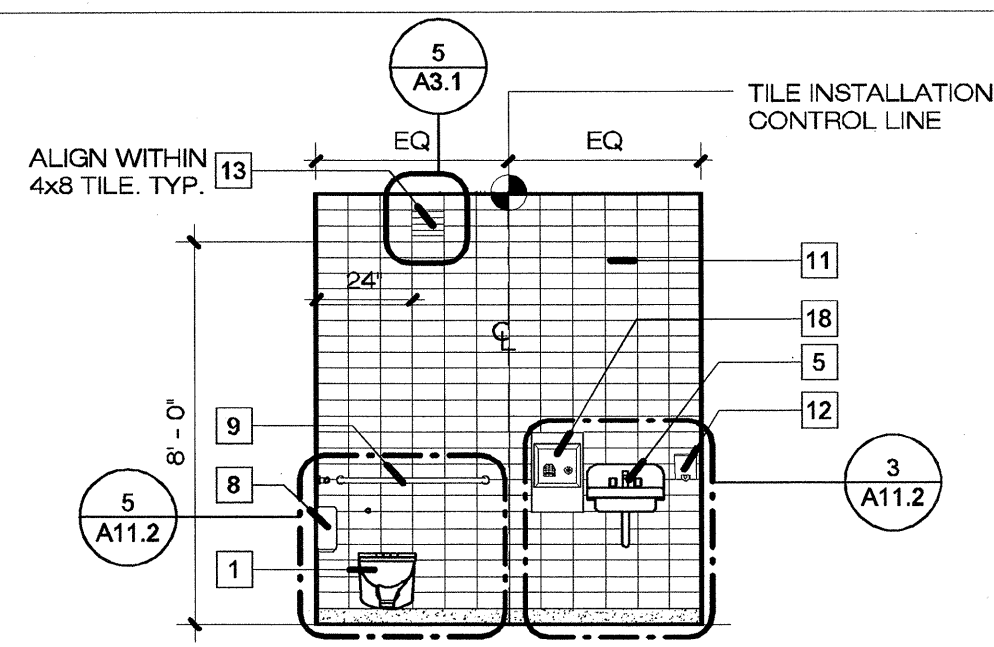 5
A3.1
TILE INSTALLATION
CONTROL LINE
EQ
EQ
ALIGN WITHIN
4x8 TILE. TYP.
13
11
24"
18
℄
5
12
8'-0"
9
8
3
A11.2
5
A11.2
1